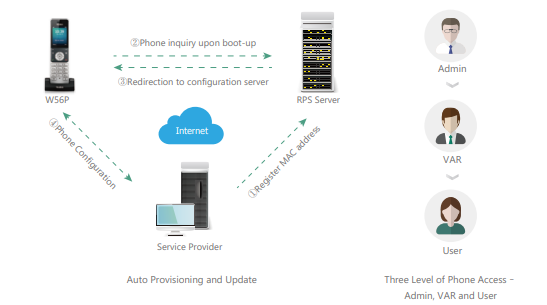 ②Phone inquiry upon boot-up
③Redirection to configuration server
W56P
RPS Server
Internet
④Phone Configuration
①Register MAC address
Service Provider
Auto Provisioning and Update
Admin
VAR
User
Three Level of Phone Access -
Admin, VAR and User